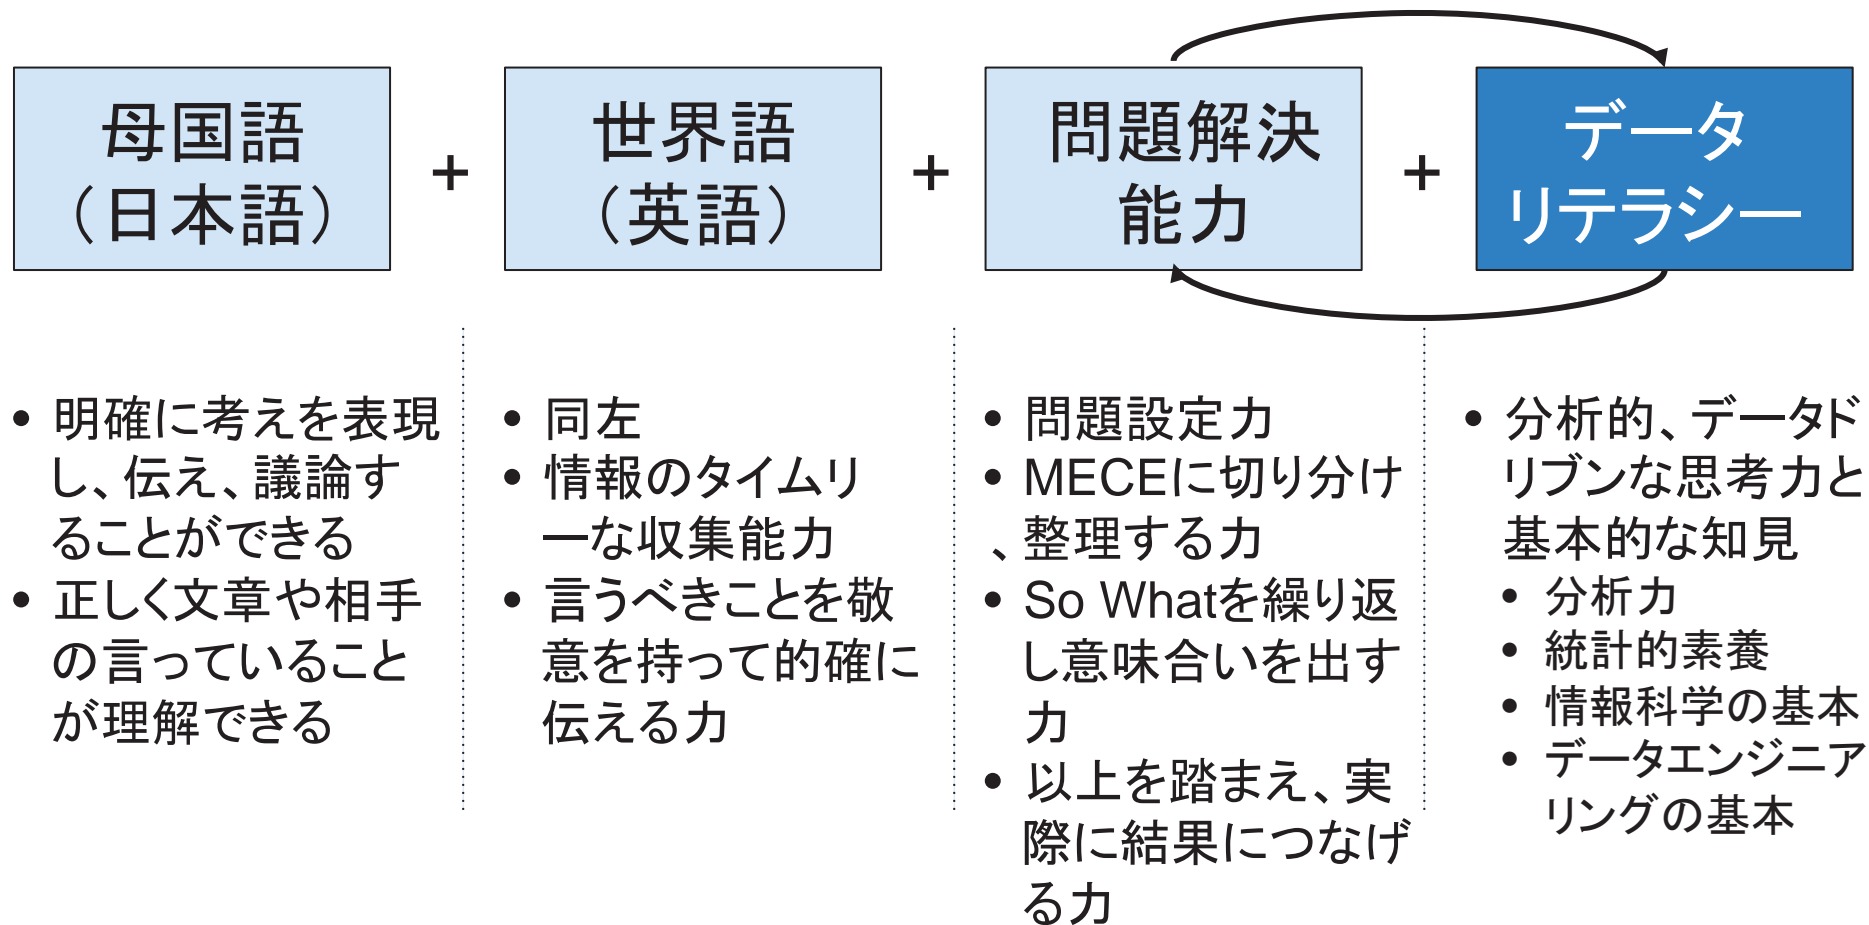 母国語
（日本語）
+
世界語
（英語）
+
問題解決
能力
+
データ
リテラシー
• 明確に考えを表現
し、伝え、議論す
ることができる
• 正しく文章や相手
の言っていること
が理解できる
• 同左
• 情報のタイムリ
ーな収集能力
• 言うべきことを敬
意を持って的確に
伝える力
• 問題設定力
• MECEに切り分け
、整理する力
• So Whatを繰り返
し意味合いを出す
力
• 以上を踏まえ、実
際に結果につなげ
る力
• 分析的、データド
リブンな思考力と
基本的な知見
• 分析力
• 統計的素養
• 情報科学の基本
• データエンジニア
リングの基本